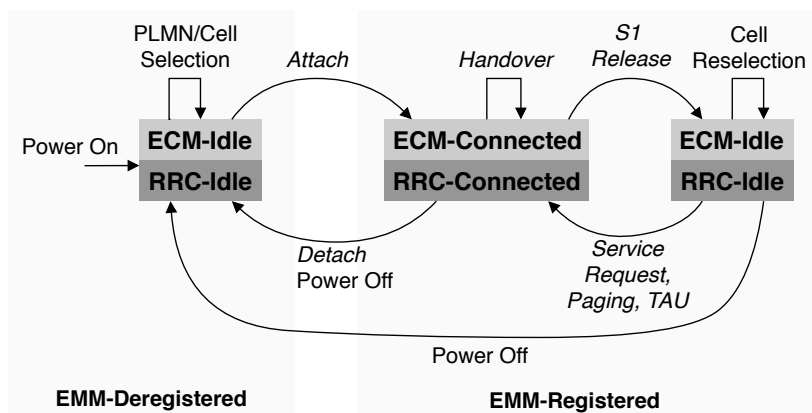 PLMN/Cell
Selection
Attach
Handover
S1
Release
Cell
Reselection
Power On
ECM-Idle
RRC-Idle
ECM-Connected
RRC-Connected
ECM-Idle
RRC-Idle
Detach
Power Off
Service
Request,
Paging, TAU
Power Off
EMM-Deregistered
EMM-Registered